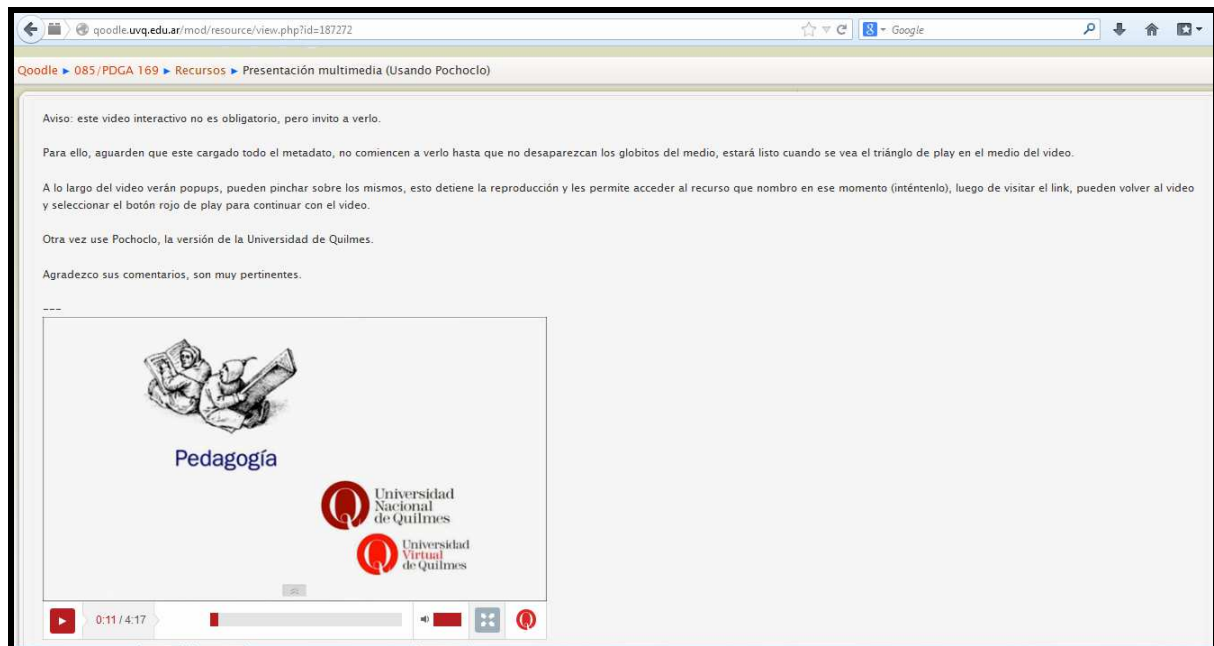 qoodle.uvq.edu.ar/mod/resource/view.php?id=187272
Google
Qoodle ► 085/PDGA 169 ► Recursos ► Presentación multimedia (Usando Pochoclo)
Aviso: este video interactivo no es obligatorio, pero invito a verlo.
Para ello, aguarden que este cargado todo el metadato, no comiencen a verlo hasta que no desaparezcan los globitos del medio, estará listo cuando se vea el triánglo de play en el medio del video.
A lo largo del video verán popups, pueden pinchar sobre los mismos, esto detiene la reproducción y les permite acceder al recurso que nombro en ese momento (inténtenlo), luego de visitar el link, pueden volver al video
y seleccionar el botón rojo de play para continuar con el video.
Otra vez use Pochoclo, la versión de la Universidad de Quilmes.
Agradezco sus comentarios, son muy pertinentes.
---
Pedagogía
Universidad
Nacional
de Quilmes
Universidad
Virtual
de Quilmes
0:11 / 4:17